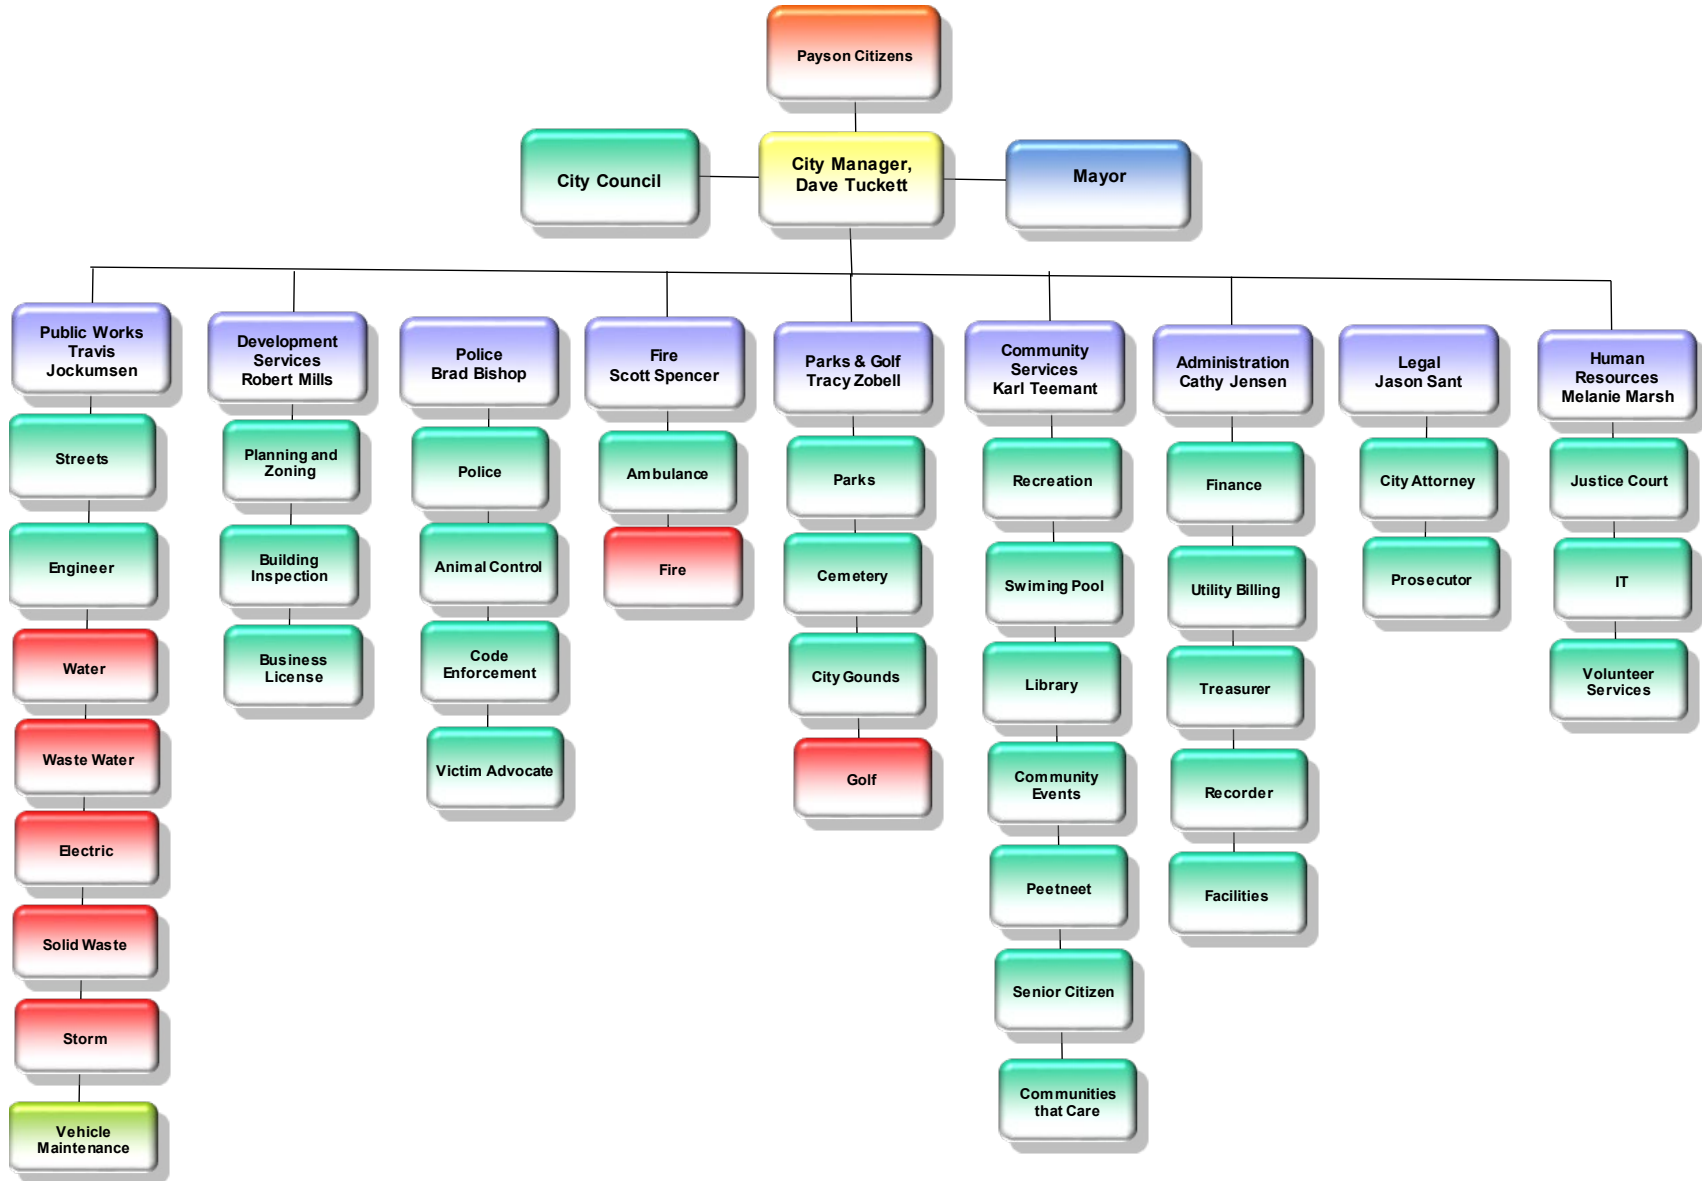 Payson Citizens
City Council
City Manager,
Dave Tuckett
Mayor
Public Works
Travis
Jockumsen
Streets
Engineer
Water
Waste Water
Electric
Solid Waste
Storm
Vehicle
Maintenance
Development
Services
Robert Mills
Planning and
Zoning
Building
Inspection
Business
License
Police
Brad Bishop
Police
Animal Control
Code
Enforcement
Victim Advocate
Fire
Scott Spencer
Ambulance
Fire
Parks & Golf
Tracy Zobell
Parks
Cemetery
City Gounds
Golf
Community
Services
Karl Teemant
Recreation
Swiming Pool
Library
Community
Events
Peetneet
Senior Citizen
Communities
that Care
Administration
Cathy Jensen
Finance
Utility Billing
Treasurer
Recorder
Facilities
Legal
Jason Sant
City Attorney
Prosecutor
Human
Resources
Melanie Marsh
Justice Court
IT
Volunteer
Services